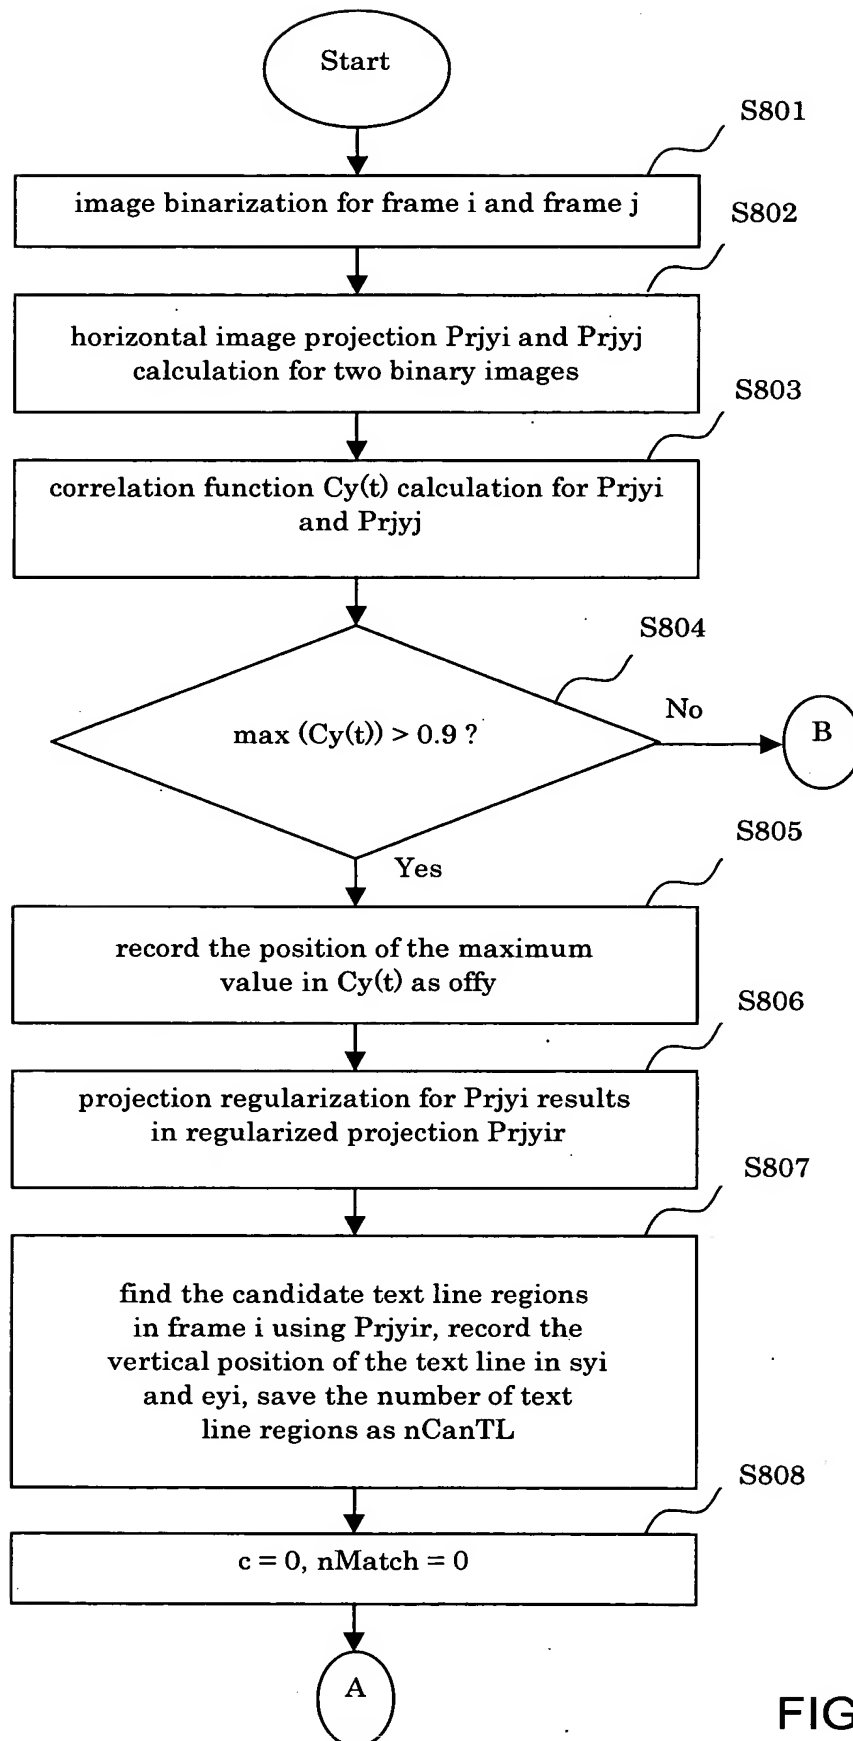 Start
S801
image binarization for frame i and frame j
S802
horizontal image projection Prjyi and Prjyj
calculation for two binary images
S803
correlation function Cy(t) calculation for Prjyi
and Prjyj
S804
max (Cy(t)) > 0.9 ?
No
B
Yes
S805
record the position of the maximum
value in Cy(t) as offy
S806
projection regularization for Prjyi results
in regularized projection Prjyir
S807
find the candidate text line regions
in frame i using Prjyir, record the
vertical position of the text line in syi
and eyi, save the number of text
line regions as nCanTL
S808
c = 0, nMatch = 0
A
FIG